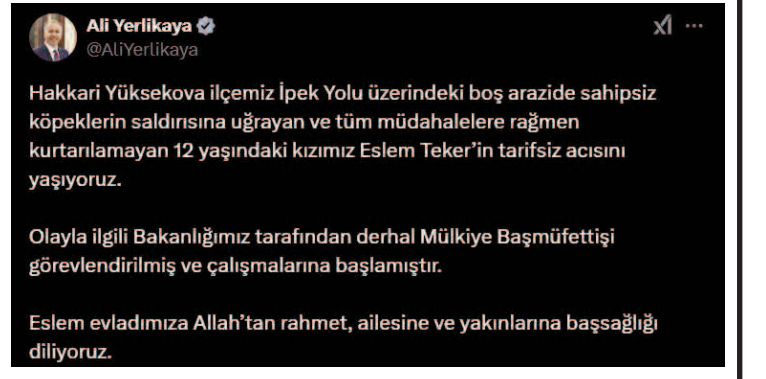 Ali Yerlikaya
@AliYerlikaya
Hakkari Yüksekova ilçemiz İpek Yolu üzerindeki boş arazide sahipsiz
köpeklerin saldırısına uğrayan ve tüm müdahalelere rağmen
kurtarılamayan 12 yaşındaki kızımız Eslem Teker’in tarifsiz acısını
yaşıyoruz.
Olayla ilgili Bakanlığımız tarafından derhal Mülkiye Başmüfettişi
görevlendirilmiş ve çalışmalarına başlamıştır.
Eslem evladımıza Allah’tan rahmet, ailesine ve yakınlarına başsağlığı
diliyoruz.